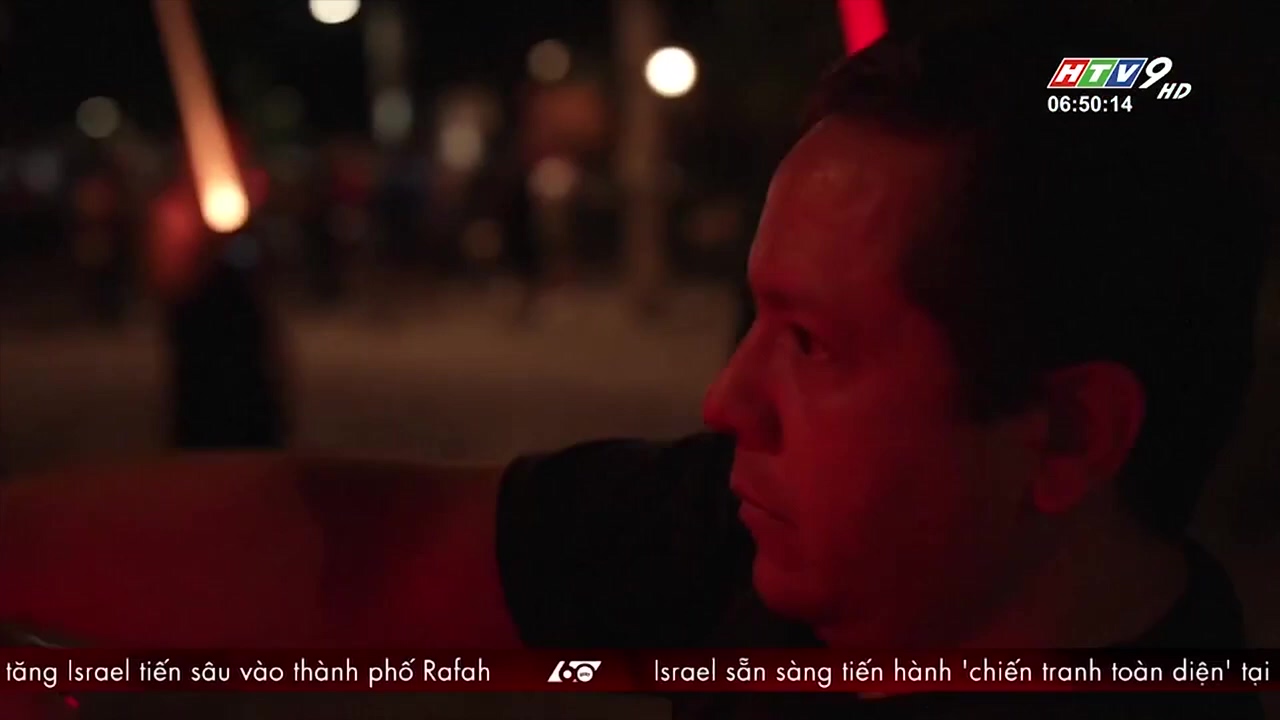 HTV9 HD
06:50:14
tăng Israel tiến sâu vào thành phố Rafah 60 Israel sẵn sàng tiến hành 'chiến tranh toàn diện' tại